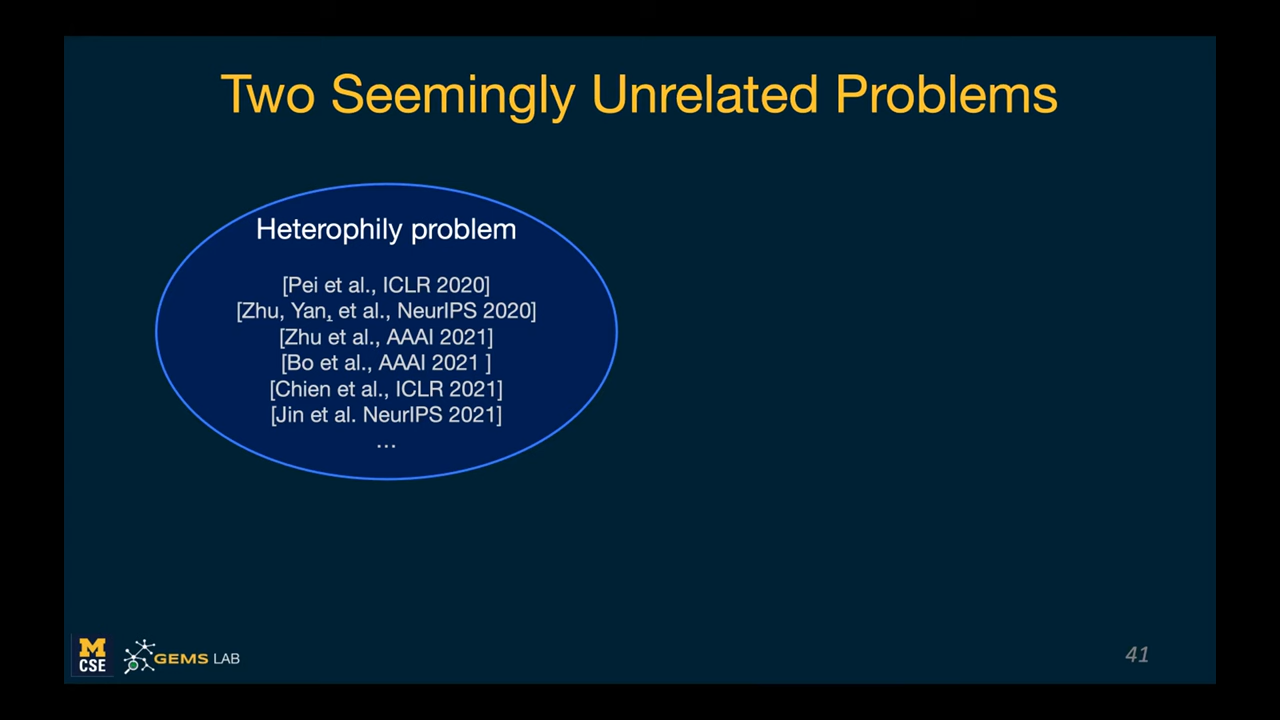 Two Seemingly Unrelated Problems
Heterophily problem
[Pei et al., ICLR 2020]
[Zhu, Yan, et al., NeurIPS 2020]
[Zhu et al., AAAI 2021]
[Bo et al., AAAI 2021 ]
[Chien et al., ICLR 2021]
[Jin et al. NeurIPS 2021]
...
M
CSE
GEMS LAB
41